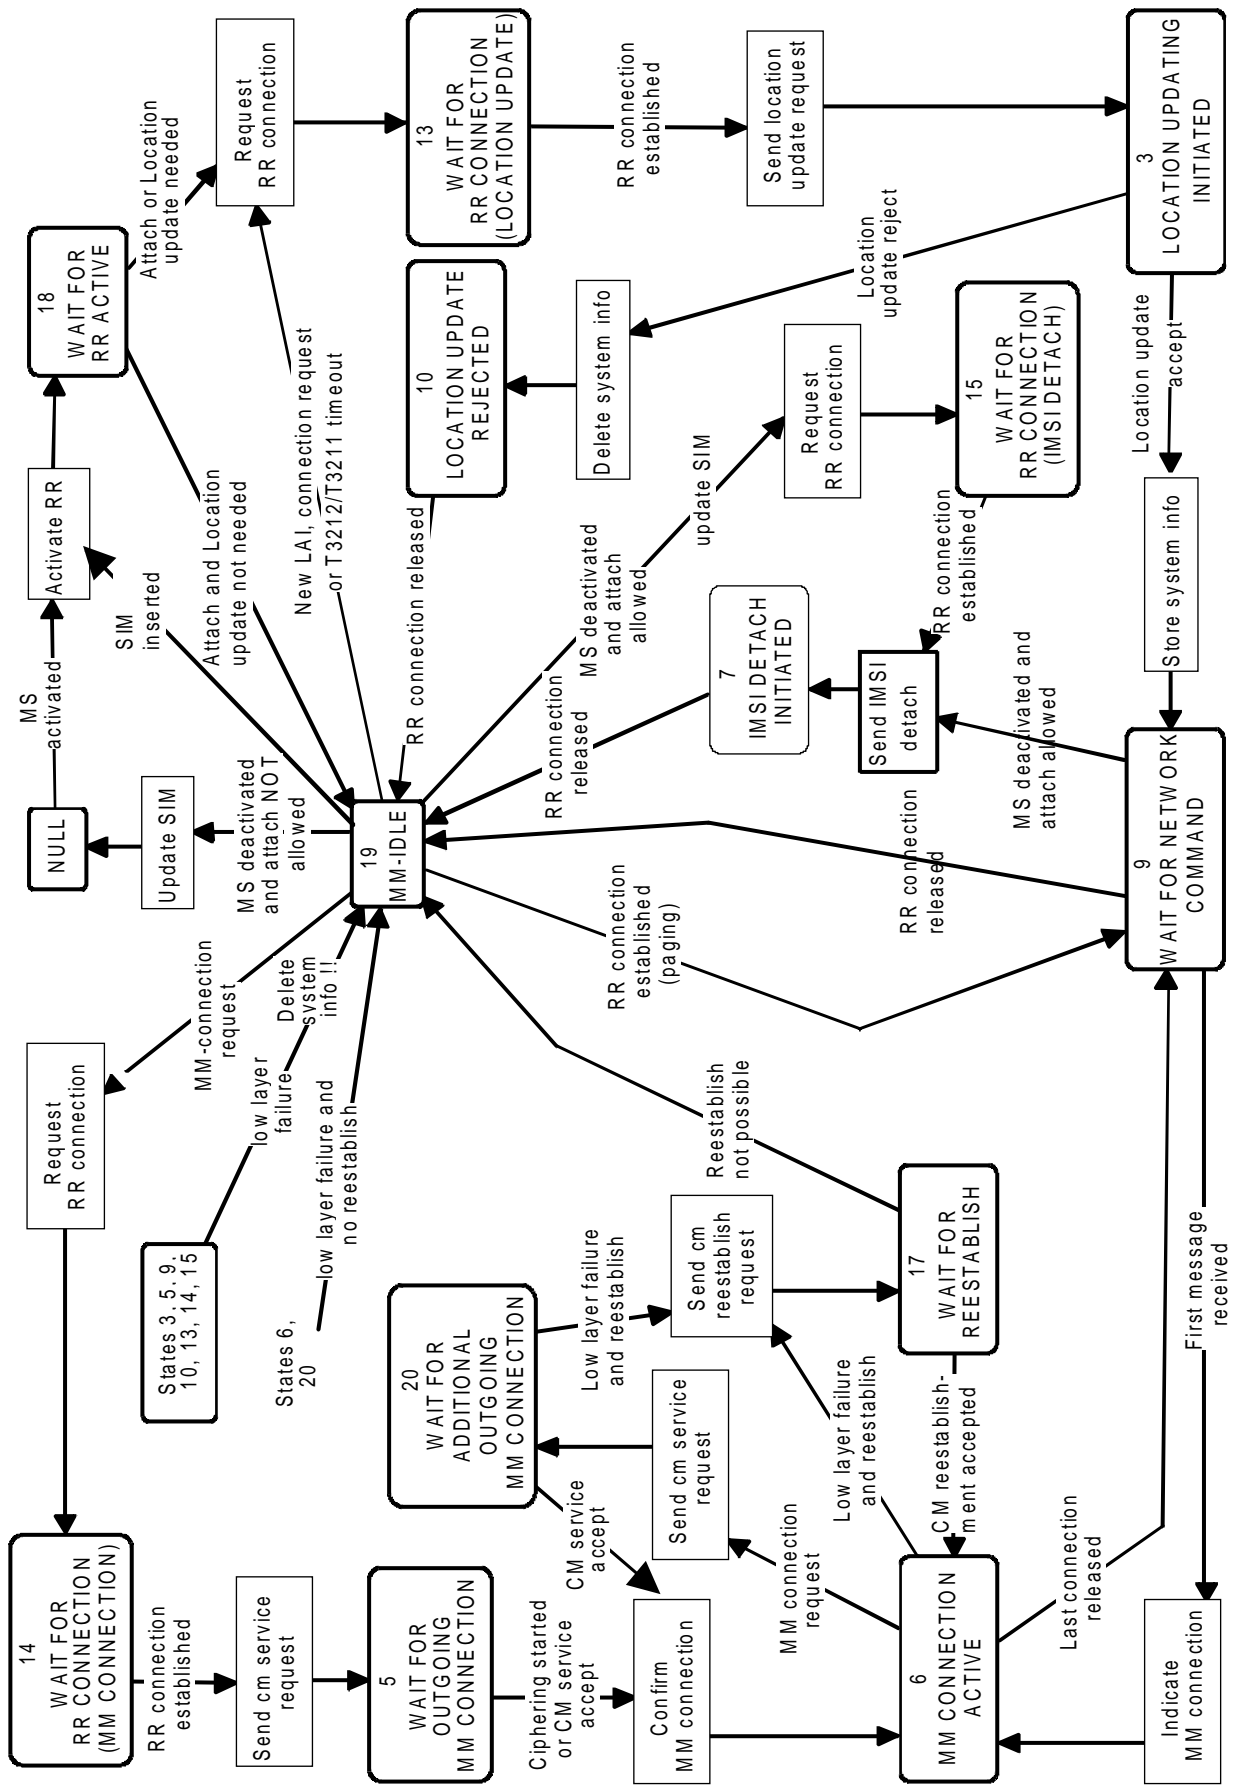 14
WAIT FOR
RR CONNECTION
(MM CONNECTION)
Request
RR connection
MM-connection
request
NULL
MS
activated
Activate RR
18
WAIT FOR
RR ACTIVE
Attach or Location
update needed
Request
RR connection
RR connection
established
Send cm service
request
States 3, 5. 9,
10, 13, 14, 15
low layer
failure
Delete
system
info !!
Update SIM
SIM
inserted
Attach and Location
update not needed
MS deactivated
and attach NOT
allowed
States 6,
20
low layer failure and
no reestablish
19
MM-IDLE
New LAI, connection request
or T3212/T3211 timeout
13
WAIT FOR
RR CONNECTION
(LOCATION UPDATE)
5
WAIT FOR
OUTGOING
MM CONNECTION
20
WAIT FOR
ADDITIONAL
OUTGOING
MM CONNECTION
RR connection released
10
LOCATION UPDATE
REJECTED
Ciphering started
or CM service
accept
CM service
accept
Low layer failure
and reestablish
RR connection
established
(paging)
RR connection
released
MS deactivated
and attach
allowed
Delete system info
RR connection
established
Confirm
MM connection
Send cm service
request
Send cm
reestablish
request
Reestablish
not possible
update SIM
7
IMSI DETACH
INITIATED
Request
RR connection
Send location
update request
MM connection
request
Low layer failure
and reestablish
Send IMSI
detach
Location
update reject
6
MM CONNECTION
ACTIVE
CM reestablish-
ment accepted
17
WAIT FOR
REESTABLISH
RR connection
released
RR connection
established
15
WAIT FOR
RR CONNECTION
(IMSI DETACH)
Last connection
released
MS deactivated and
attach allowed
Indicate
MM connection
First message
received
9
WAIT FOR NETWORK
COMMAND
Store system info
Location update
accept
3
LOCATION UPDATING
INITIATED